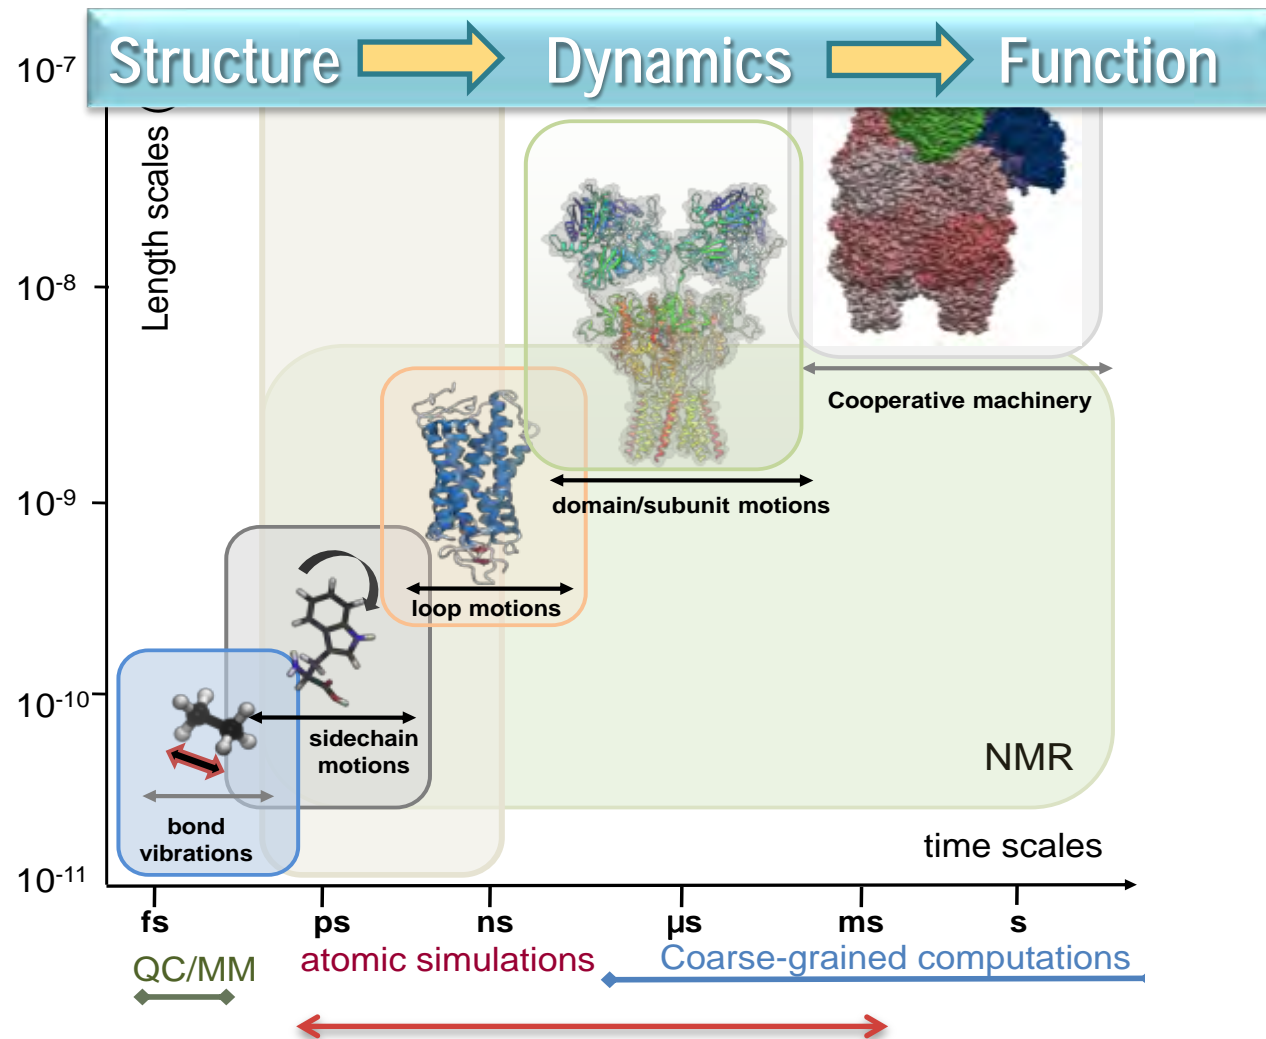 Structure Dynamics Function
10-7
Length scales (
10-8
Cooperative machinery
10-9
domain/subunit motions
loop motions
10-10
sidechain
motions
NMR
bond
vibrations
time scales
10-11
fs ps ns µs ms s
QC/MM atomic simulations Coarse-grained computations